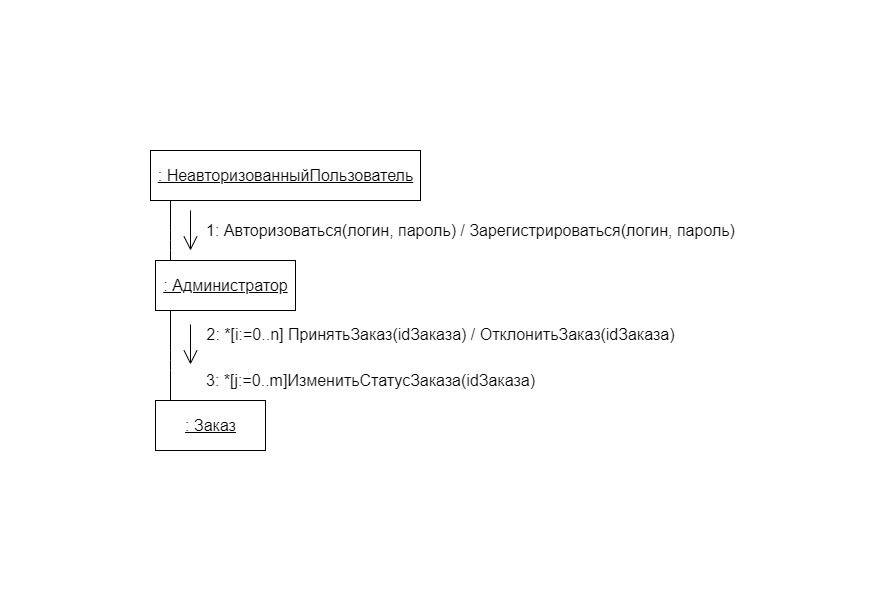 : НеавторизованныйПользователь
1: Авторизоваться(логин, пароль) / Зарегистрироваться(логин, пароль)
: Администратор
2: *[i:=0..n] ПринятьЗаказ(idЗаказа) / ОтклонитьЗаказ(idЗаказа)
3: *[j:=0..m]ИзменитьСтатусЗаказа(idЗаказа)
: Заказ